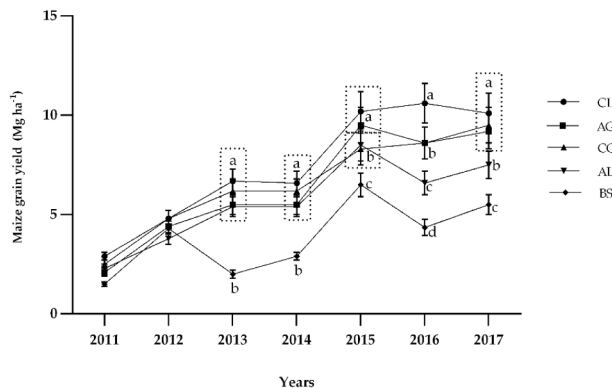 15
10
5
0
Maize grain yield (Mg ha⁻¹)
a
b
a
b
a
b
c
a
b
c
d
a
b
c
2011 2012 2013 2014 2015 2016 2017
Years
CL
AG
CG
AL
BS